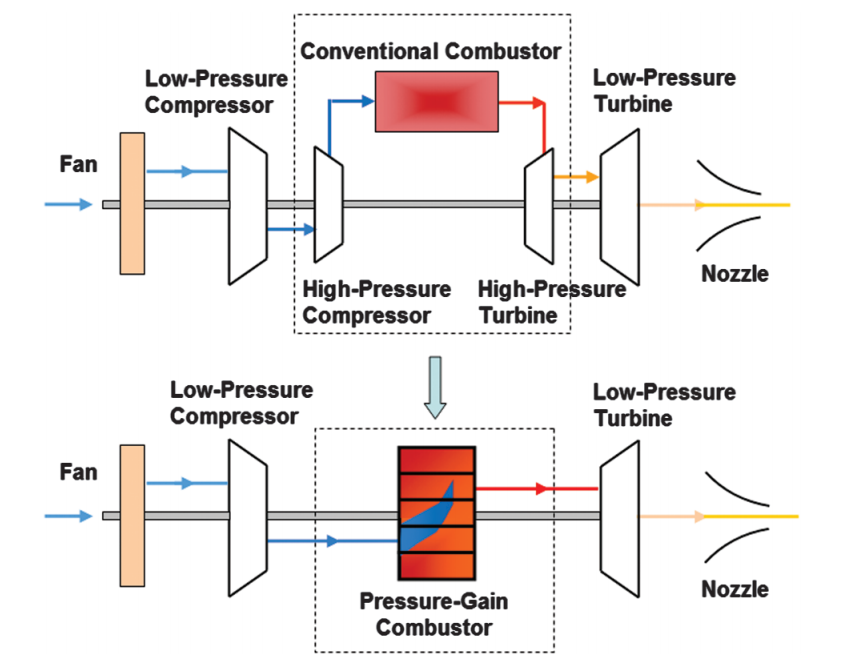 Conventional Combustor
Low-Pressure
Compressor
Low-Pressure
Turbine
Fan
Nozzle
High-Pressure
Compressor
High-Pressure
Turbine
Low-Pressure
Compressor
Low-Pressure
Turbine
Fan
Nozzle
Pressure-Gain
Combustor